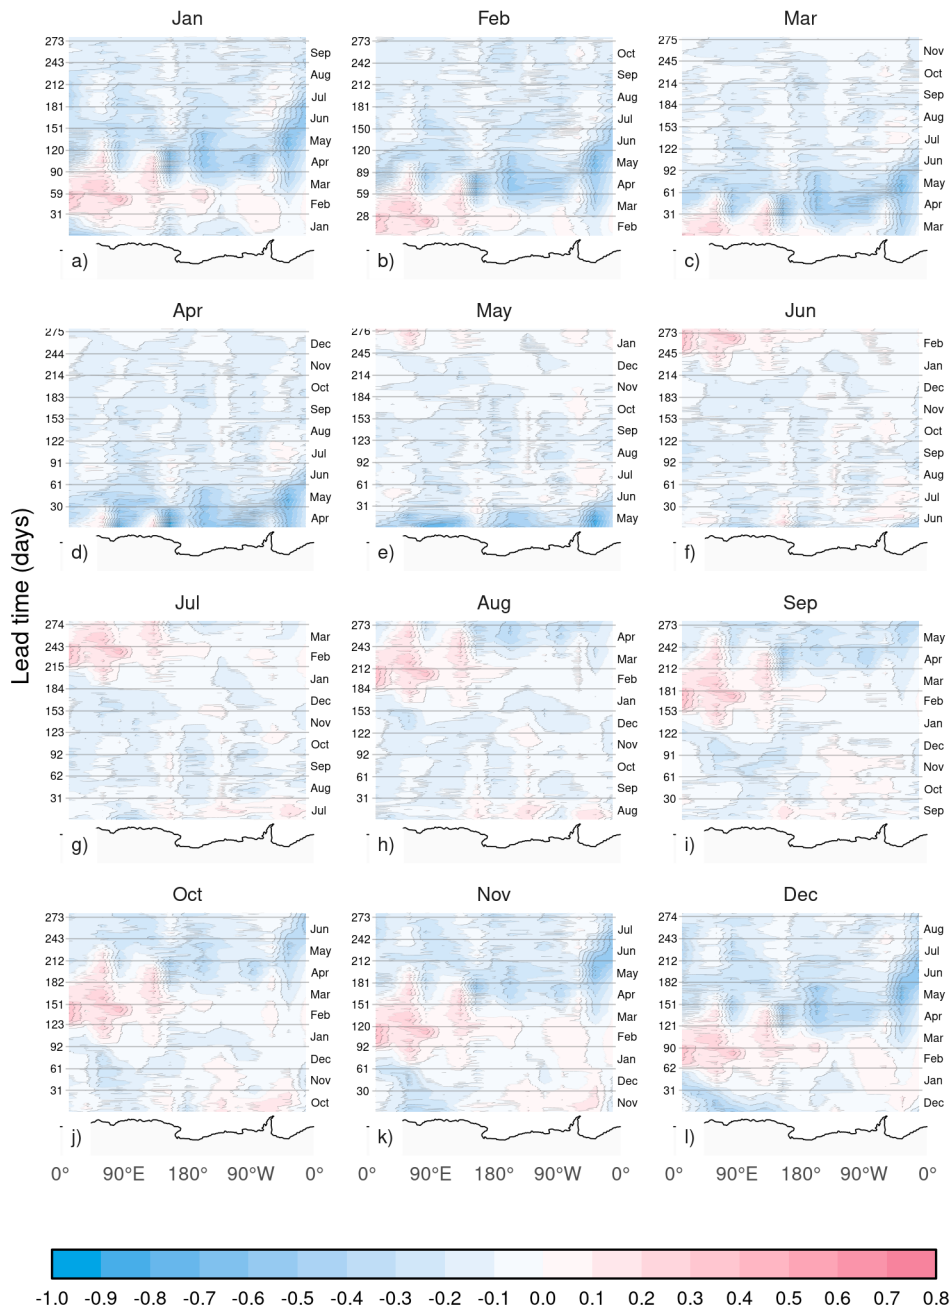 Jan Feb Mar
273 Sep 273 Oct 275 Nov
243 Aug 243 Sep 245 Oct
212 Jul 212 Aug 214 Sep
181 Jun 181 Jul 184 Aug
151 May 150 Jun 153 Jul
120 Apr 120 May 122 Jun
90 Mar 89 Apr 92 May
59 Feb 59 Mar 61 Apr
31 Jan 28 Feb 31 Mar
a) b) c)
Apr May Jun
275 Dec 276 Jan 273 Feb
244 Nov 245 Dec 245 Jan
214 Oct 214 Nov 214 Dec
183 Sep 184 Oct 183 Nov
153 Aug 153 Sep 153 Oct
122 Jul 123 Aug 122 Sep
91 Jun 92 Jul 92 Aug
61 May 61 Jun 61 Jul
30 Apr 31 May 30 Jun
d) e) f)
Lead time (days)
Jul Aug Sep
274 Mar 273 Apr 273 May
243 Feb 243 Mar 242 Apr
215 Jan 212 Feb 212 Mar
184 Dec 184 Jan 181 Feb
153 Nov 153 Dec 153 Jan
123 Oct 122 Nov 122 Dec
92 Sep 92 Oct 91 Nov
62 Aug 61 Sep 61 Oct
31 Jul 31 Aug 30 Sep
g) h) i)
Oct Nov Dec
273 Jun 273 Jul 274 Aug
243 May 242 Jun 243 Jul
212 Apr 212 May 212 Jun
182 Mar 181 Apr 182 May
151 Feb 151 Mar 151 Apr
123 Jan 120 Feb 121 Mar
92 Dec 92 Jan 90 Feb
61 Nov 61 Dec 62 Jan
31 Oct 30 Nov 31 Dec
j) k) l)
0° 90°E 180° 90°W 0° 0° 90°E 180° 90°W 0° 0° 90°E 180° 90°W 0°
-1.0 -0.9 -0.8 -0.6 -0.5 -0.4 -0.3 -0.2 -0.1 0.0 0.1 0.2 0.3 0.4 0.5 0.6 0.7 0.8